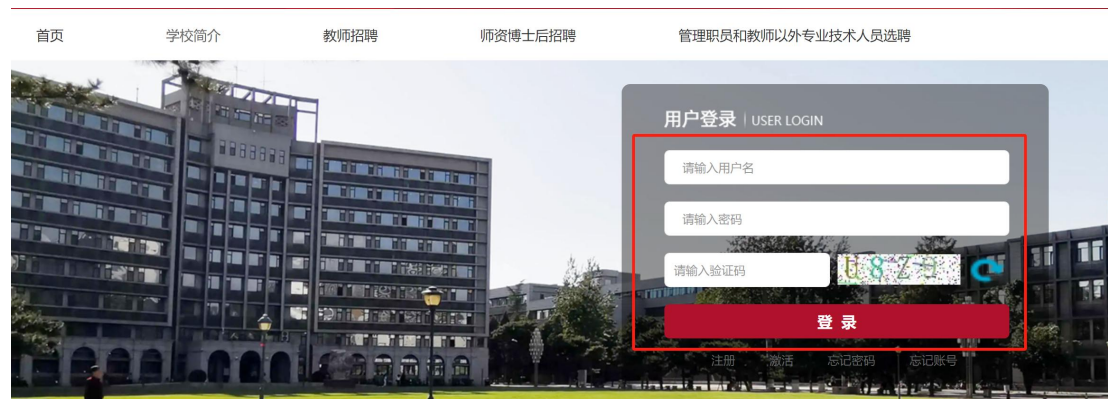 首页 学校简介 教师招聘 师资博士后招聘 管理职员和教师以外专业技术人员选聘
用户登录 | USER LOGIN
请输入用户名
请输入密码
请输入验证码
登录
注册 激活 忘记密码 忘记账号